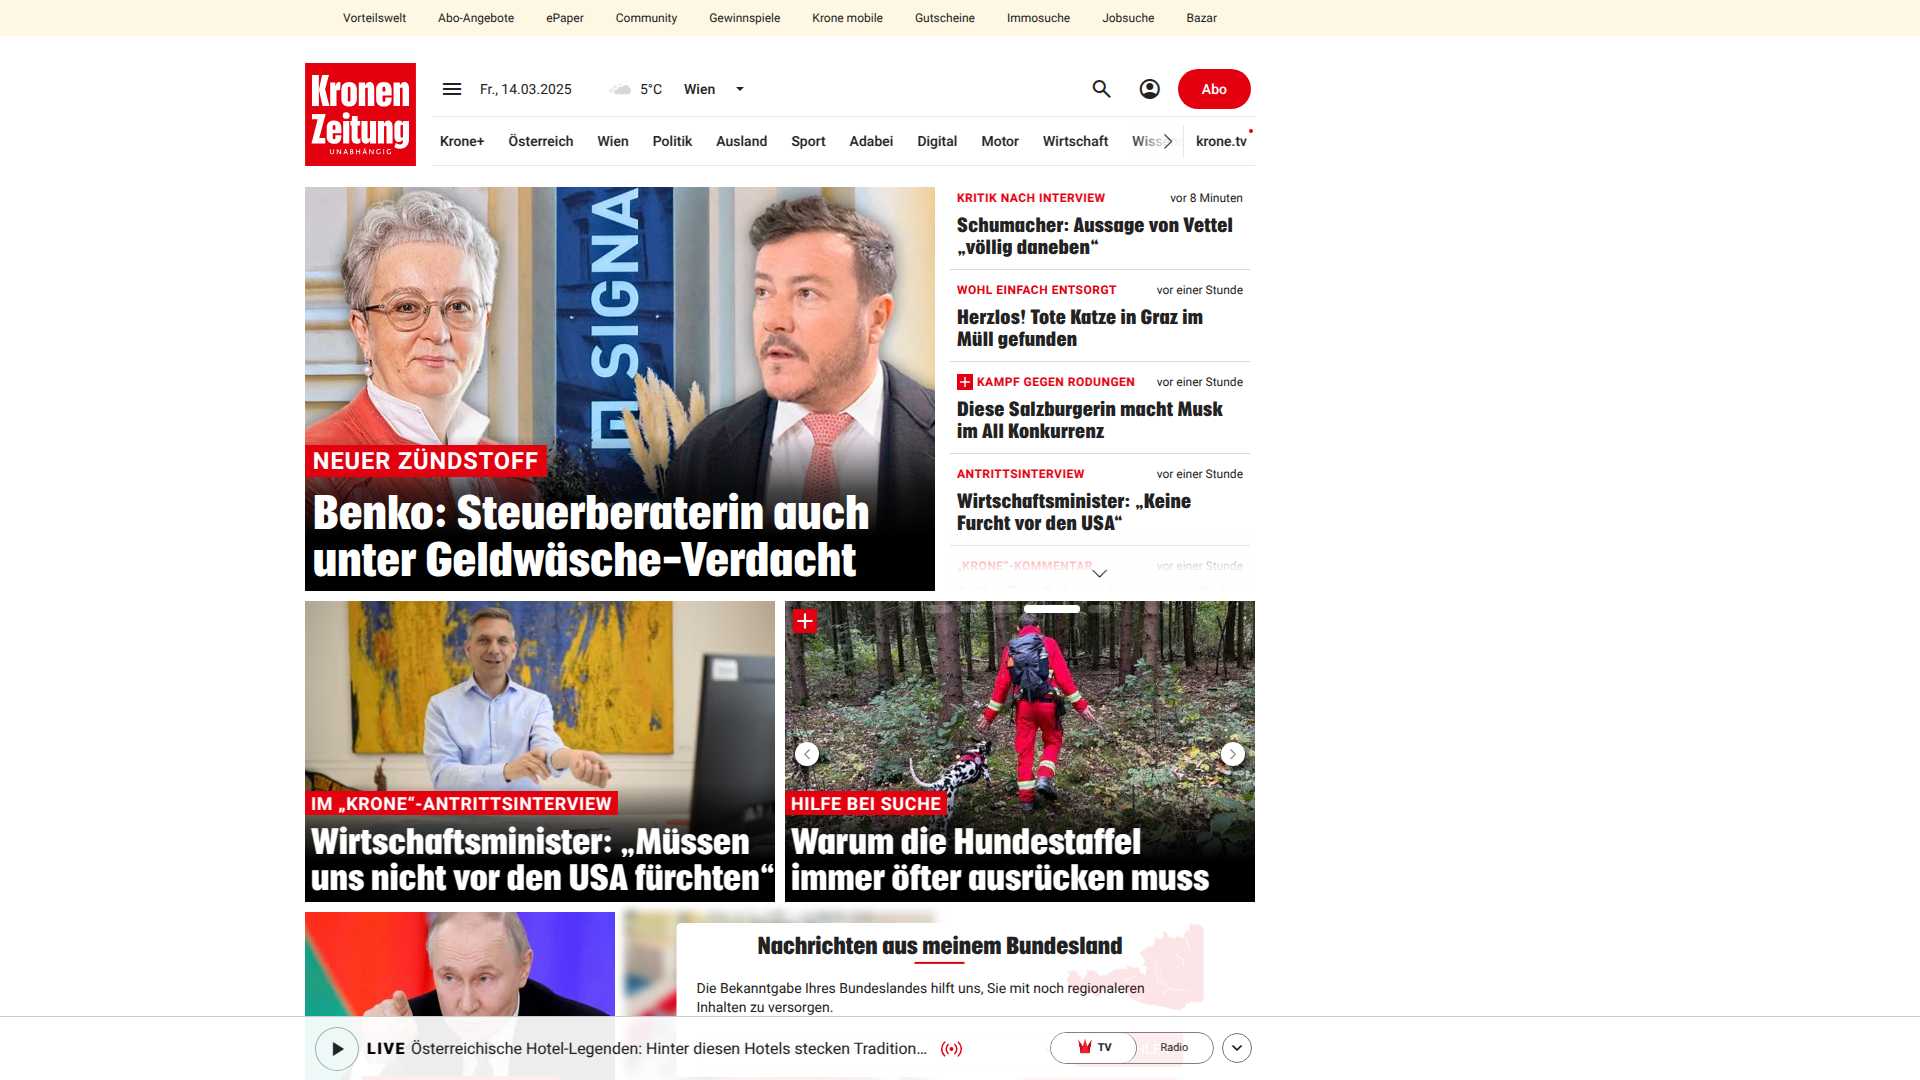 Vorteilswelt Abo-Angebote ePaper Community Gewinnspiele Krone mobile Gutscheine Immosuche Jobsuche Bazar
Kronen
Zeitung
UNABHÄNGIG
Fr., 14.03.2025 5°C Wien Abo
Krone+ Österreich Wien Politik Ausland Sport Adabei Digital Motor Wirtschaft krone.tv
SIGNA
NEUER ZÜNDSTOFF
Benko: Steuerberaterin auch
unter Geldwäsche-Verdacht
KRITIK NACH INTERVIEW vor 8 Minuten
Schumacher: Aussage von Vettel
„völlig daneben“
WOHL EINFACH ENTSORGT vor einer Stunde
Herzlos! Tote Katze in Graz im
Müll gefunden
KAMPF GEGEN RODUNGEN vor einer Stunde
Diese Salzburgerin macht Musk
im All Konkurrenz
ANTRITTSINTERVIEW vor einer Stunde
Wirtschaftsminister: „Keine
Furcht vor den USA“
„KRONE“-KOMMENTAR vor einer Stunde
IM „KRONE“-ANTRITTSINTERVIEW
Wirtschaftsminister: „Müssen
uns nicht vor den USA fürchten“
HILFE BEI SUCHE
Warum die Hundestaffel
immer öfter ausrücken muss
Nachrichten aus meinem Bundesland
Die Bekanntgabe Ihres Bundeslandes hilft uns, Sie mit noch regionaleren
Inhalten zu versorgen.
LIVE Österreichische Hotel-Legenden: Hinter diesen Hotels stecken Tradition... TV Radio